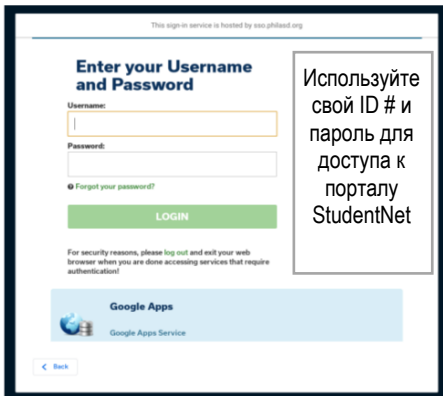 This sign-in service is hosted by sso.philasd.org
Enter your Username
and Password
Username:
Password:
Forgot your password?
LOGIN
For security reasons, please log out and exit your web
browser when you are done accessing services that require
authentication!
Google Apps
Google Apps Service
Back
Используйте
свой ID # и
пароль для
доступа к
порталу
StudentNet